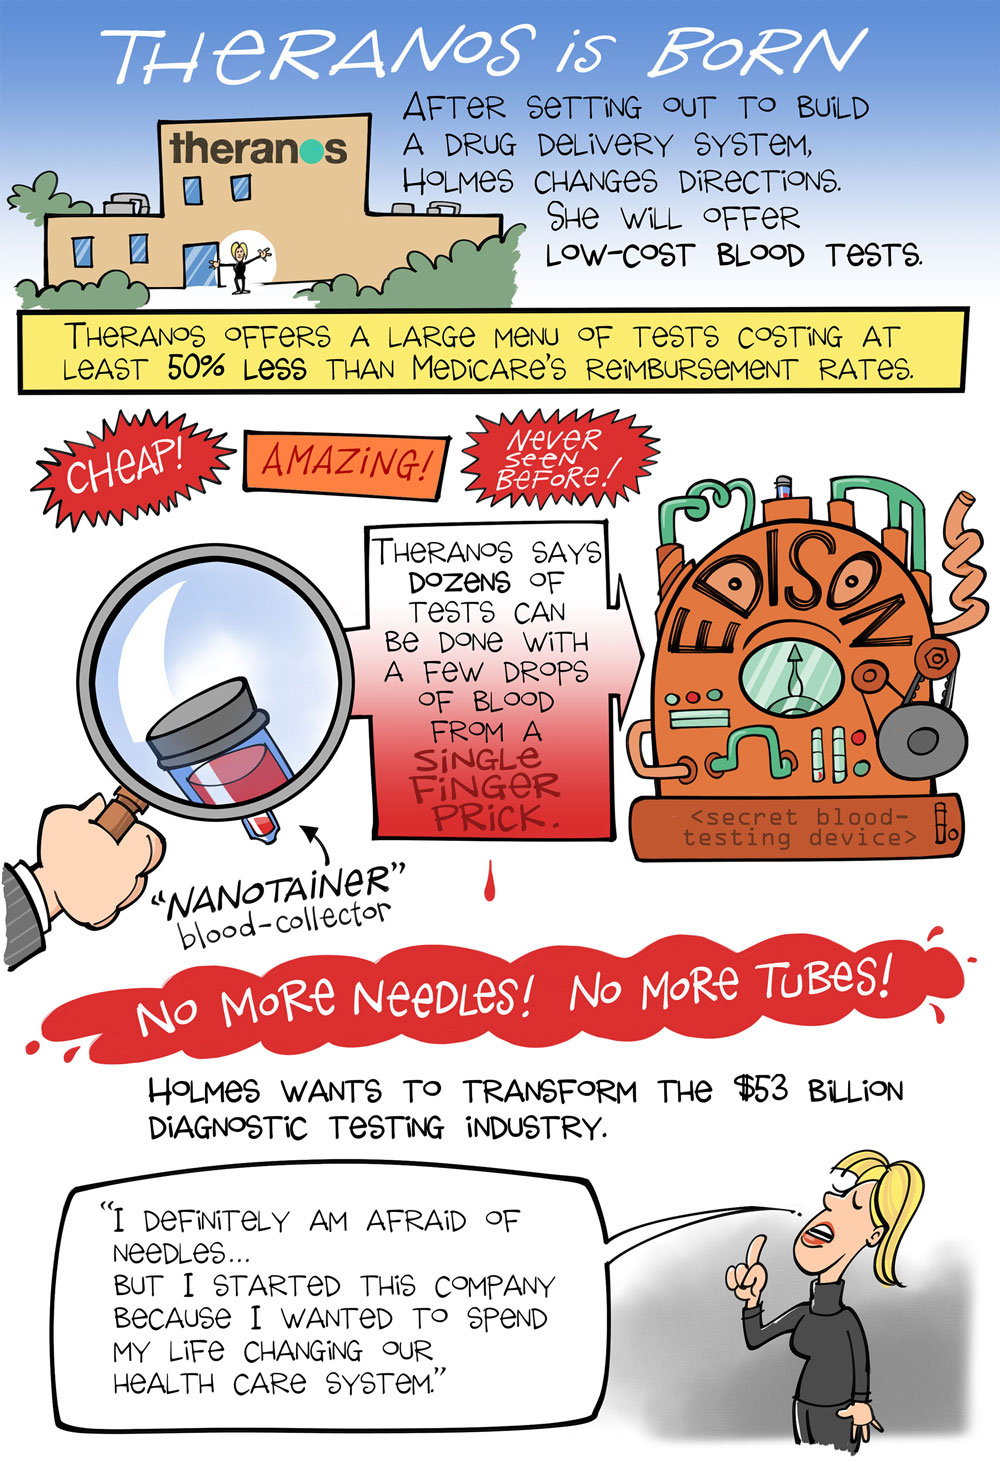 THERANOS IS BORN
theranos
AFTER SETTING OUT TO BUILD
A DRUG DELIVERY SYSTEM,
HOLMES CHANGES DIRECTIONS.
SHE WILL OFFER
LOW-COST BLOOD TESTS.
THERANOS OFFERS A LARGE MENU OF TESTS COSTING AT
LEAST 50% LESS THAN MEDICARE'S REIMBURSEMENT RATES.
CHEAP!
AMAZING!
NEVER
SEEN
BEFORE!
THERANOS SAYS
DOZENS OF
TESTS CAN
BE DONE WITH
A FEW DROPS
OF BLOOD
FROM A
SINGLE
FINGER
PRICK.
EDISON
<secret blood-
testing device>
"NANOTAINER"
blood-collector
NO MORE NEEDLES! NO MORE TUBES!
HOLMES WANTS TO TRANSFORM THE $53 BILLION
DIAGNOSTIC TESTING INDUSTRY.
"I DEFINITELY AM AFRAID OF
NEEDLES...
BUT I STARTED THIS COMPANY
BECAUSE I WANTED TO SPEND
MY LIFE CHANGING OUR
HEALTH CARE SYSTEM."